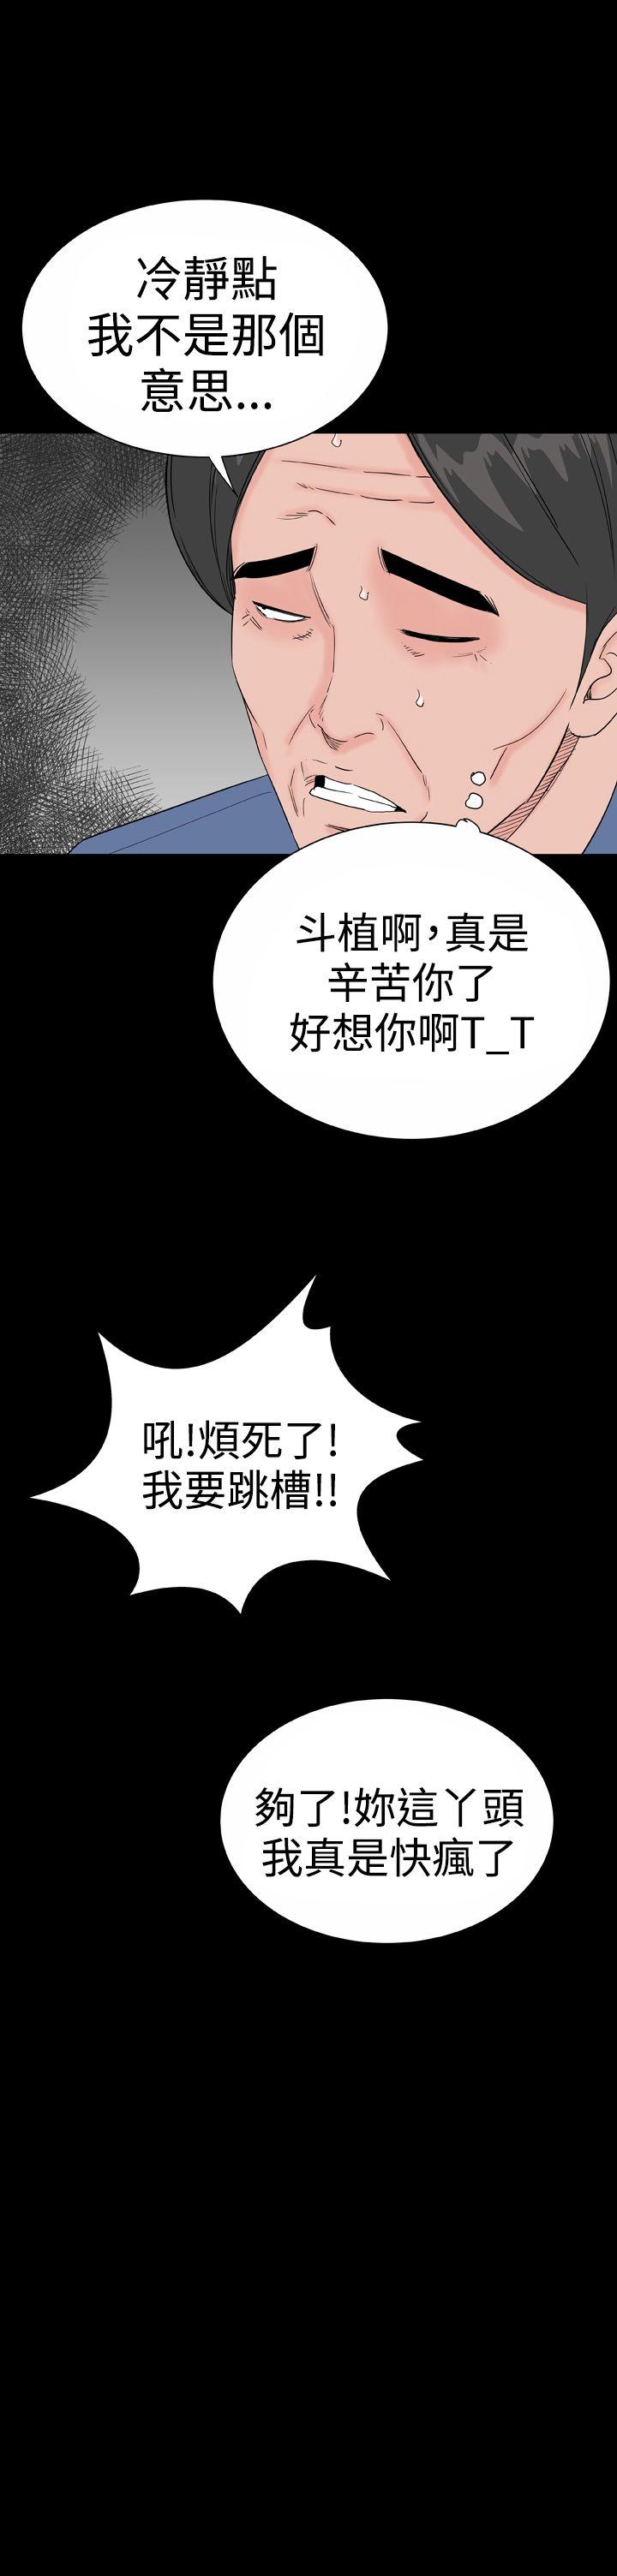 冷靜點
我不是那個
意思...
斗植啊,真是
辛苦你了
好想你啊T_T
吼!煩死了!
我要跳槽!!
夠了!妳這丫頭
我真是快瘋了